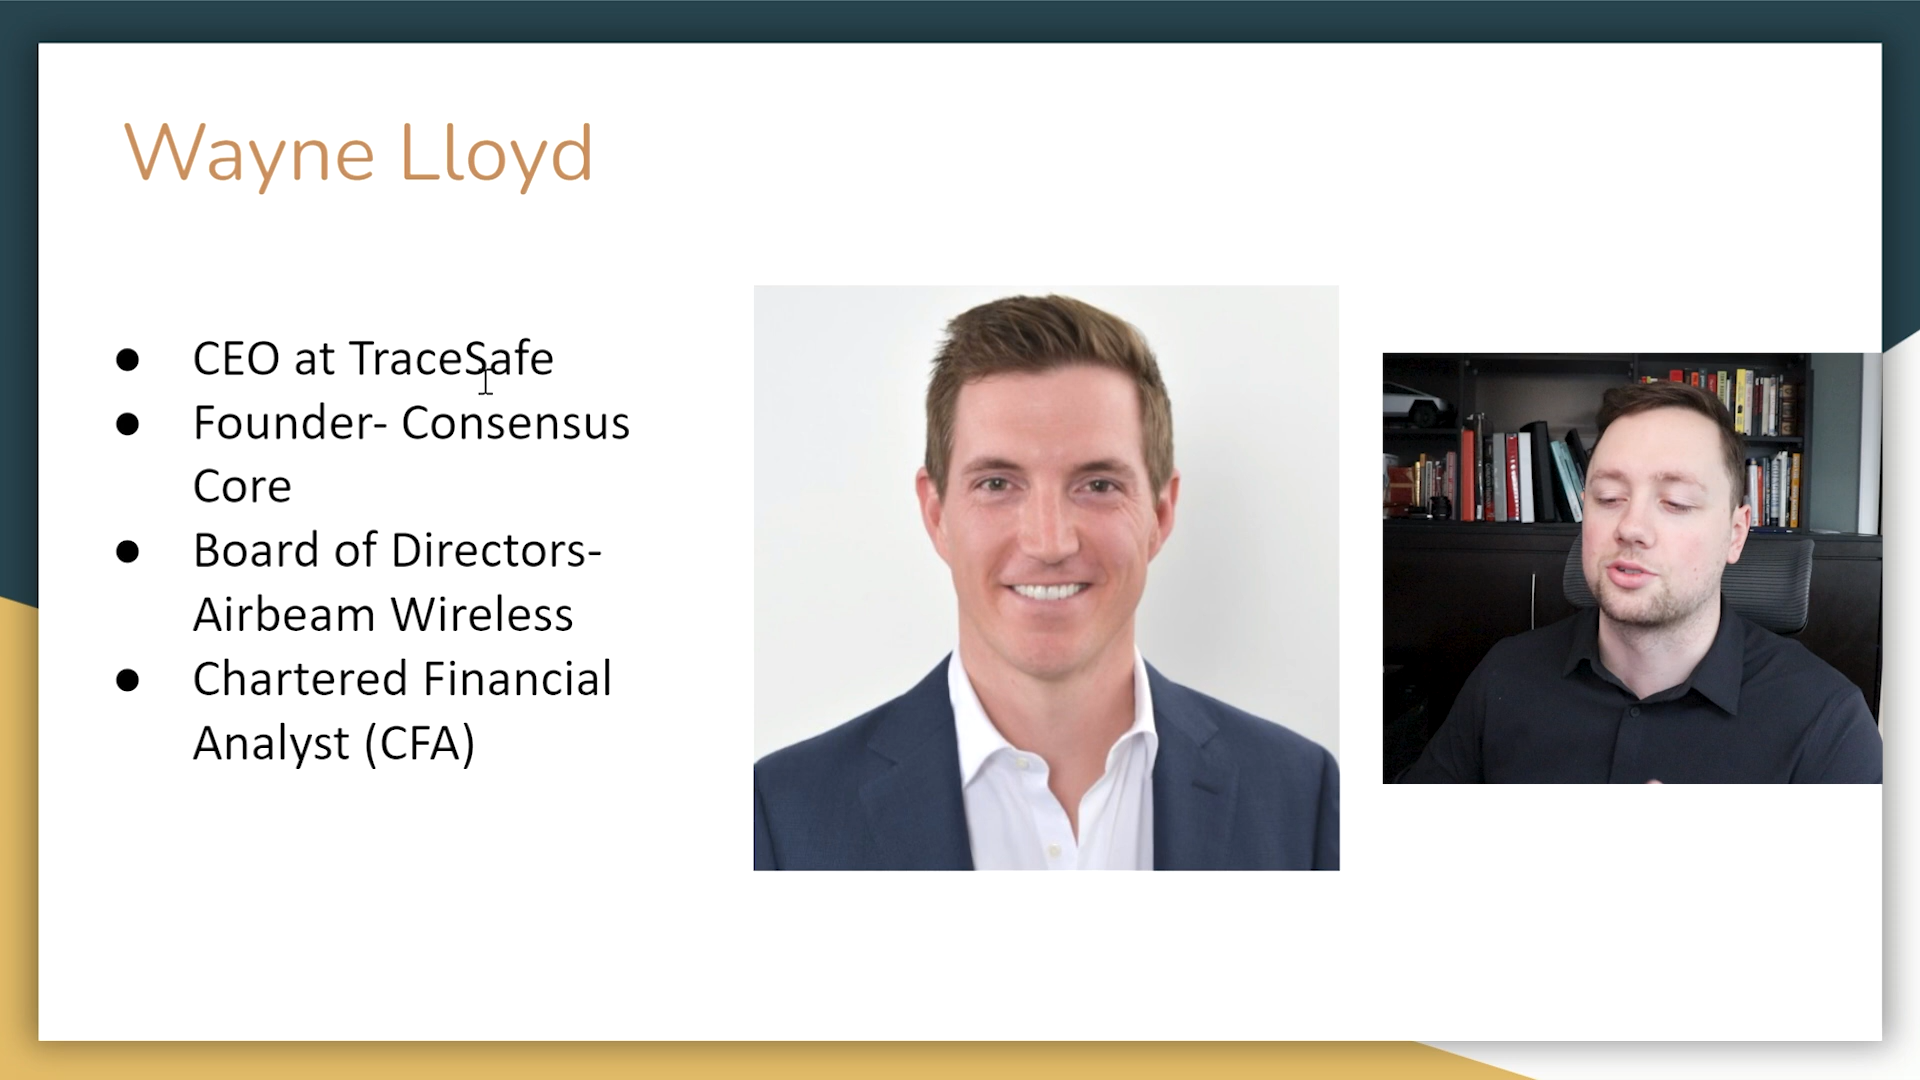 Wayne Lloyd
● CEO at TraceSafe
● Founder- Consensus
Core
● Board of Directors-
Airbeam Wireless
● Chartered Financial
Analyst (CFA)